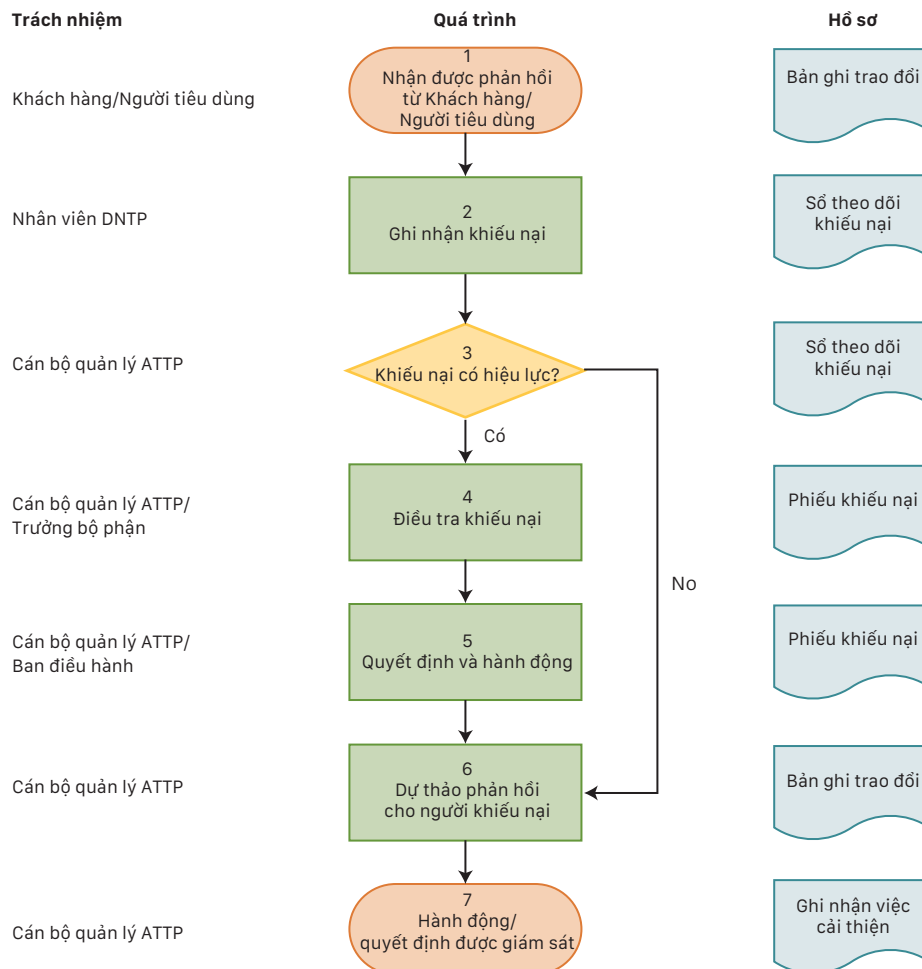 Trách nhiệm
Quá trình
Hồ sơ
Khách hàng/Người tiêu dùng
1
Nhận được phản hồi
từ Khách hàng/
Người tiêu dùng
Bản ghi trao đổi
Nhân viên DNTP
2
Ghi nhận khiếu nại
Sổ theo dõi
khiếu nại
Cán bộ quản lý ATTP
3
Khiếu nại có hiệu lực?
Sổ theo dõi
khiếu nại
Có
Cán bộ quản lý ATTP/
Trưởng bộ phận
4
Điều tra khiếu nại
Phiếu khiếu nại
No
Cán bộ quản lý ATTP/
Ban điều hành
5
Quyết định và hành động
Phiếu khiếu nại
Cán bộ quản lý ATTP
6
Dự thảo phản hồi
cho người khiếu nại
Bản ghi trao đổi
Cán bộ quản lý ATTP
7
Hành động/
quyết định được giám sát
Ghi nhận việc
cải thiện